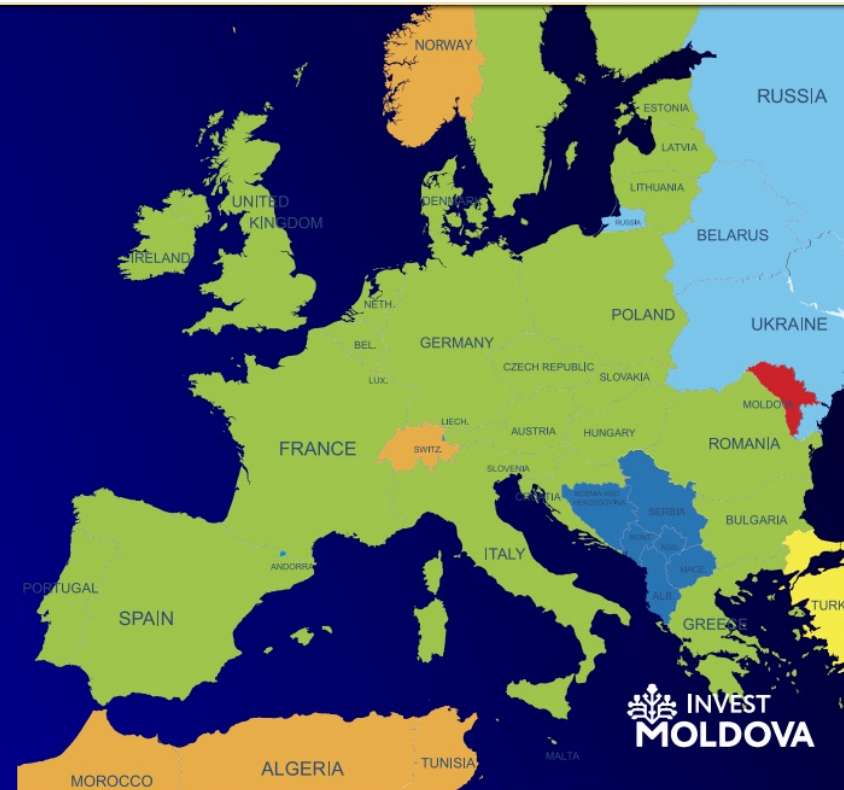 NORWAY
RUSSIA
ESTONIA
LATVIA
LITHUANIA
DENMARK
UNITED
KINGDOM
RUSSIA
BELARUS
IRELAND
NETH.
POLAND
UKRAINE
BEL.
GERMANY
CZECH REPUBLIC
SLOVAKIA
LUX.
MOLDOVA
LIECH.
AUSTRIA
HUNGARY
ROMANIA
FRANCE
SWITZ.
SLOVENIA
CROATIA
BOSNIA AND
HERZEGOVINA
SERBIA
BULGARIA
MONT.
KOS.
ITALY
ANDORRA
MACE.
PORTUGAL
SPAIN
ALB.
TURK
GREECE
INVEST
MOLDOVA
MALTA
TUNISIA
ALGERIA
MOROCCO